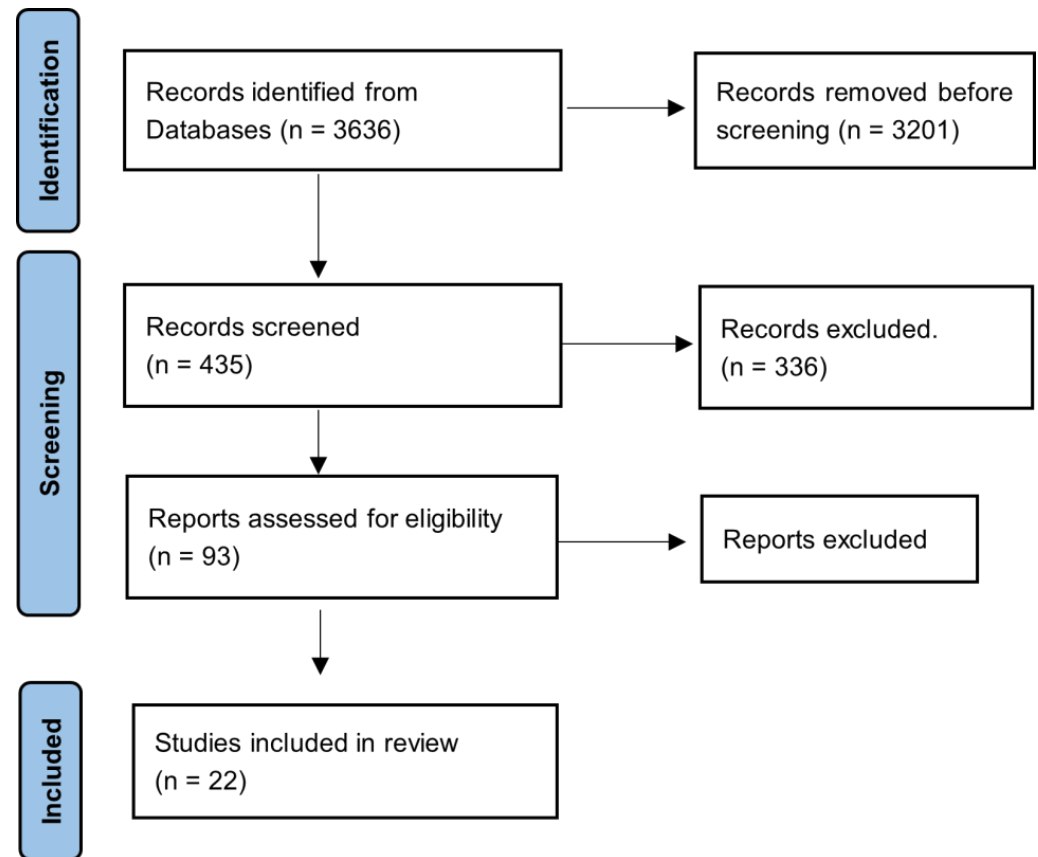 Identification
Records identified from
Databases (n = 3636)
Records removed before
screening (n = 3201)
Screening
Records screened
(n = 435)
Records excluded.
(n = 336)
Reports assessed for eligibility
(n = 93)
Reports excluded
Included
Studies included in review
(n = 22)